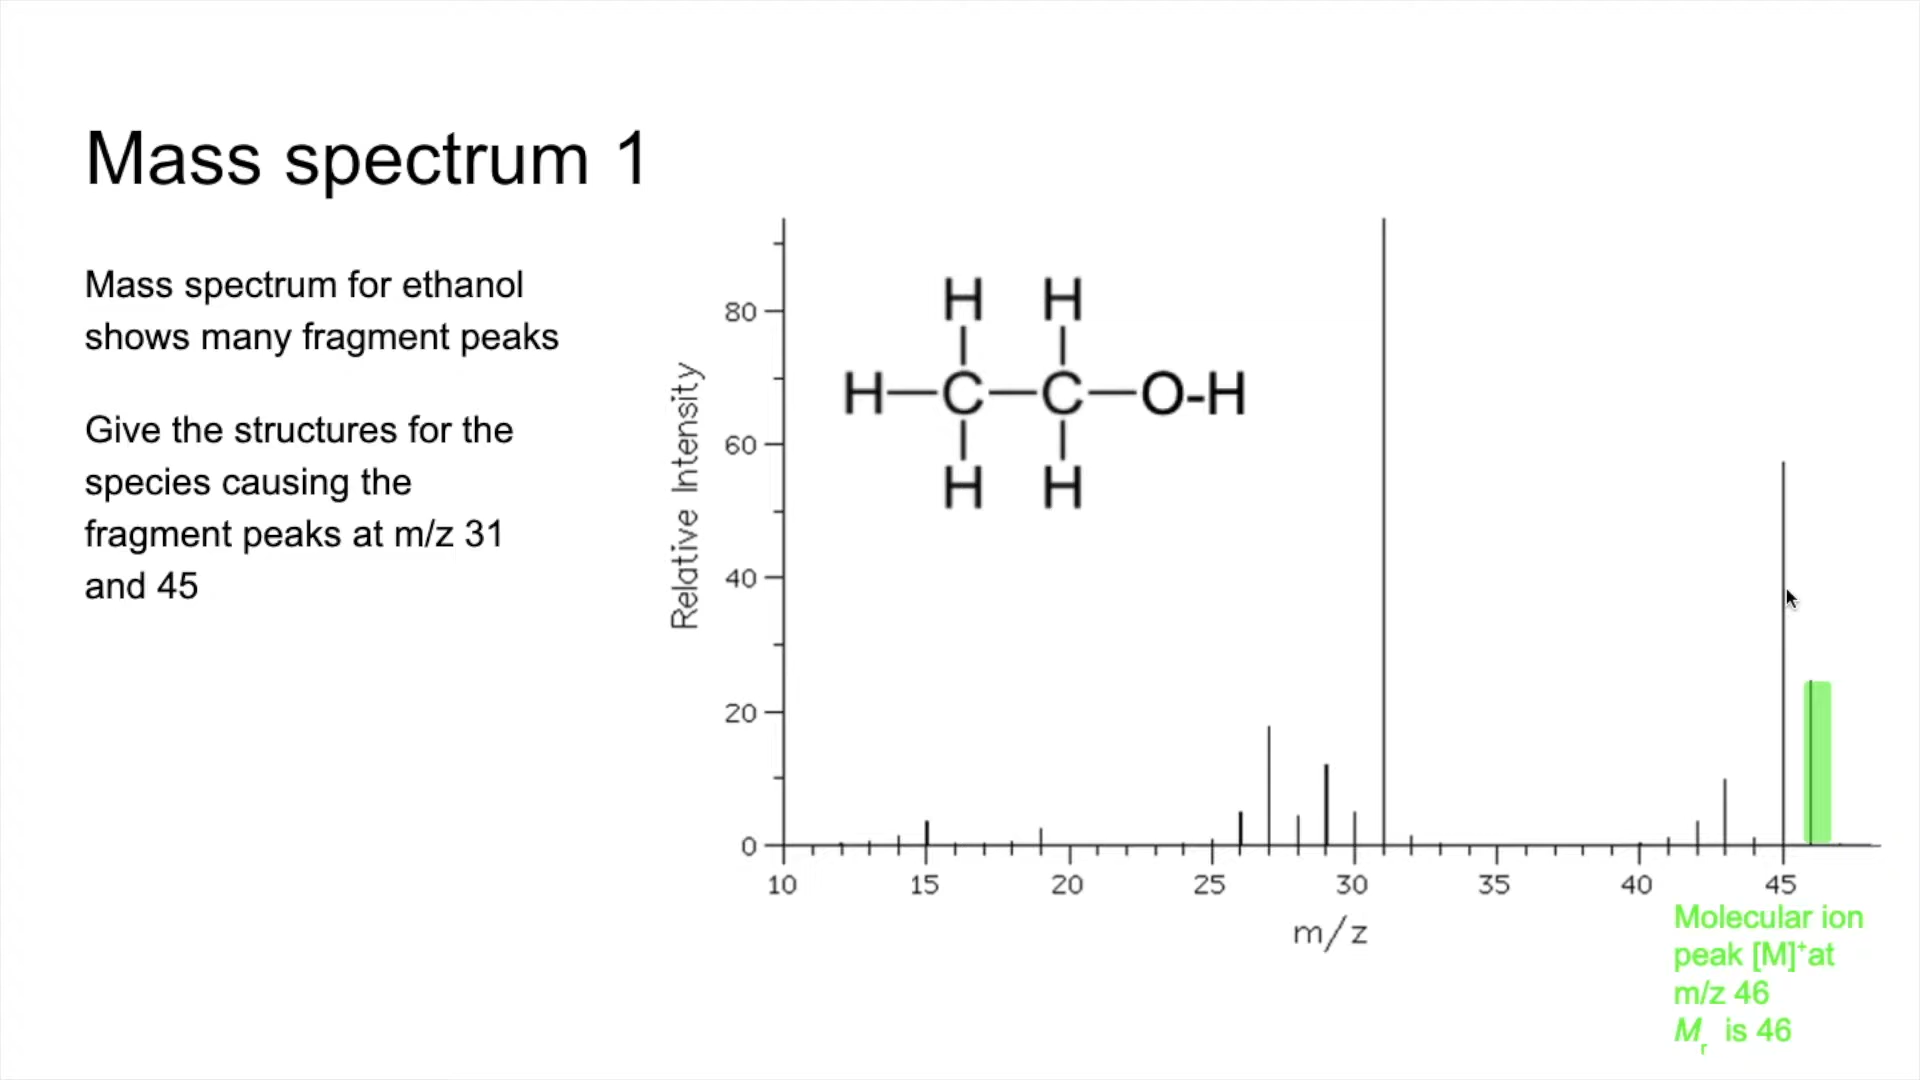 Mass spectrum 1
Mass spectrum for ethanol
shows many fragment peaks
Give the structures for the
species causing the
fragment peaks at m/z 31
and 45
Relative Intensity
80
60
40
20
0
H H
H—C—C—O-H
H H
10 15 20 25 30 35 40 45
m/z
Molecular ion
peak [M]⁺at
m/z 46
Mᵣ is 46